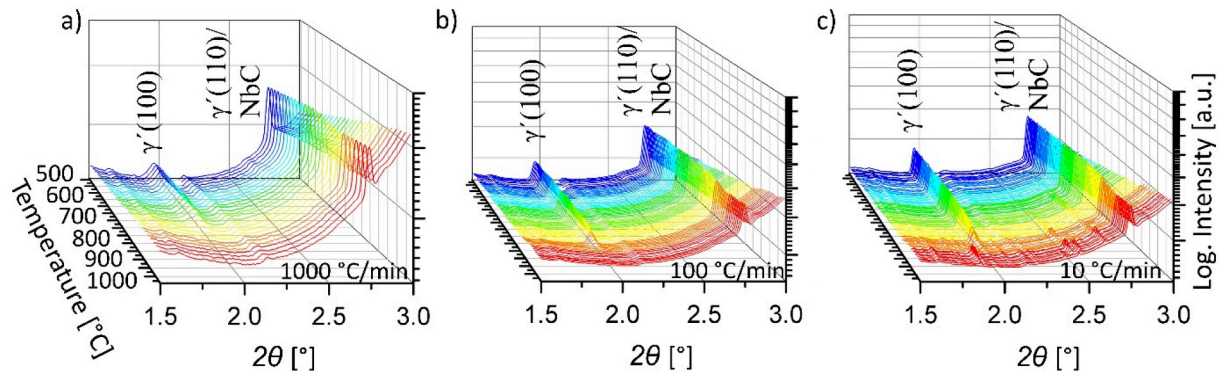 a)
γ´(100)
γ´(110)/
NbC
500
600
700
800
900
1000
Temperature [°C]
1000 °C/min
1.5
2.0
2.5
3.0
2θ [°]
b)
γ´(100)
γ´(110)/
NbC
100 °C/min
1.5
2.0
2.5
3.0
2θ [°]
c)
γ´(100)
γ´(110)/
NbC
10 °C/min
1.5
2.0
2.5
3.0
2θ [°]
Log. Intensity [a.u.]